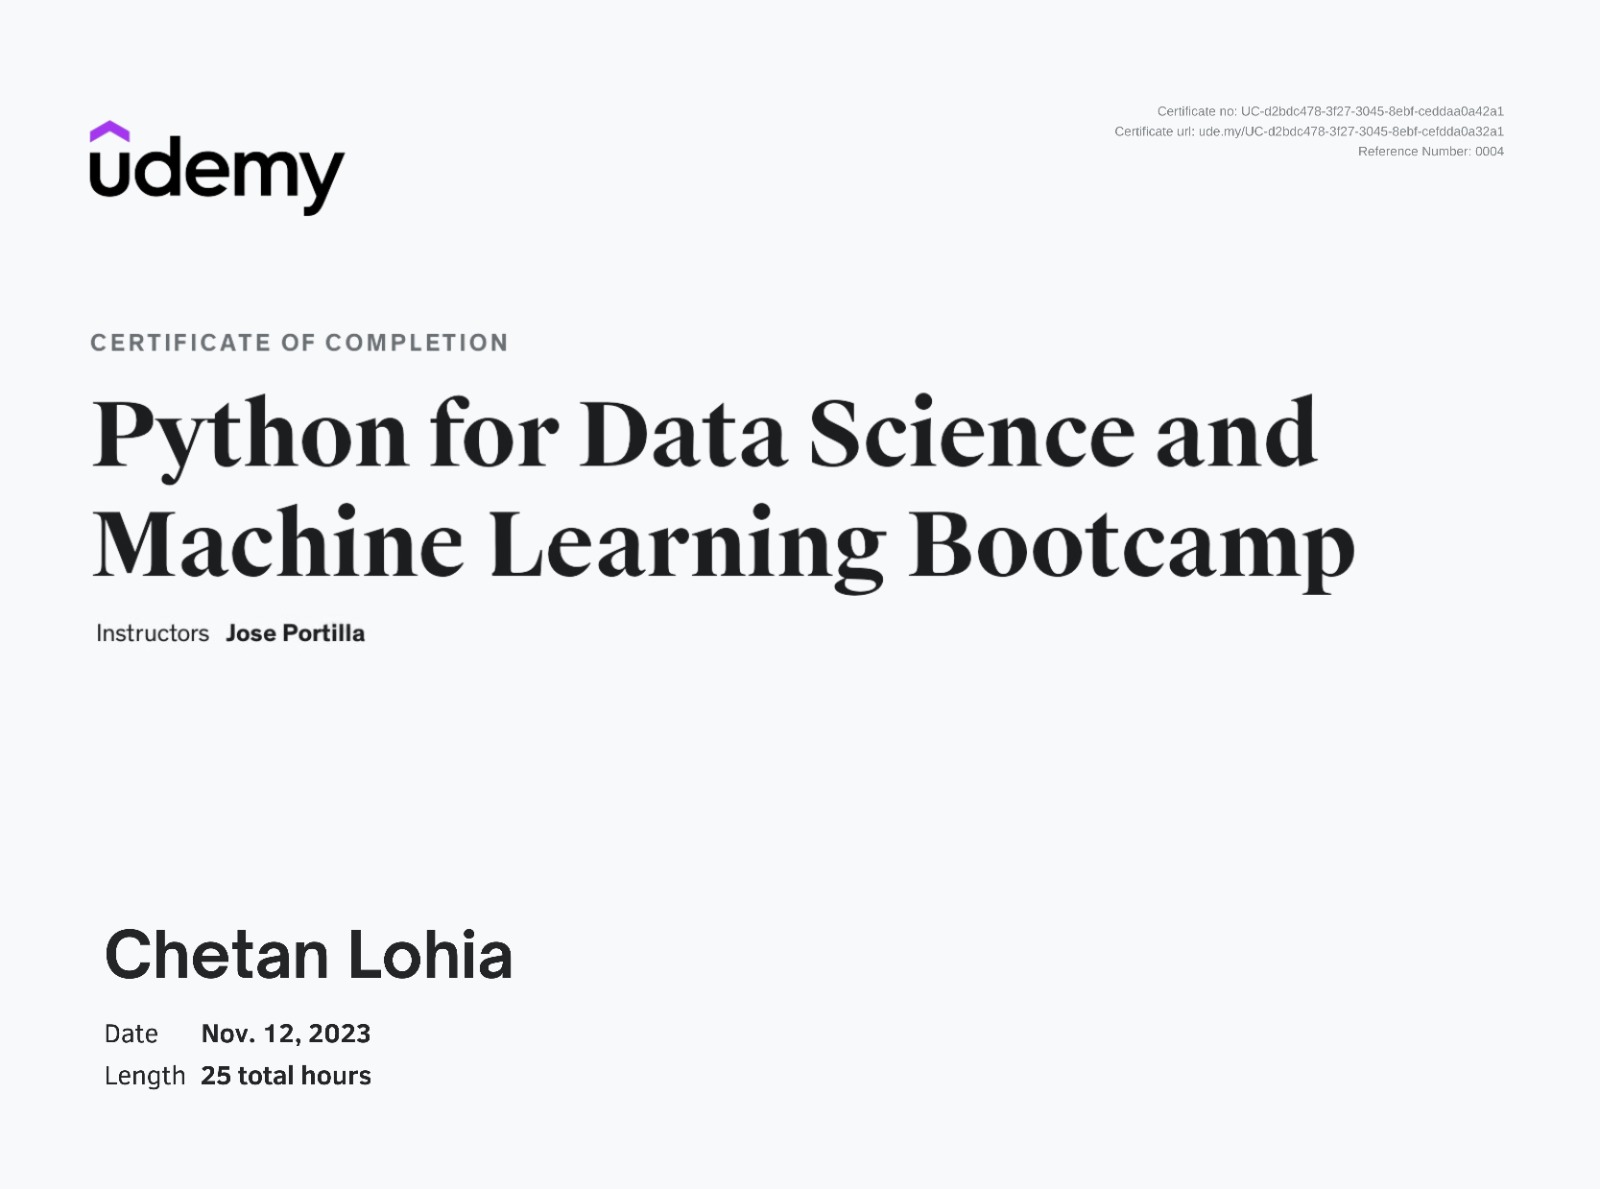 udemy
Certificate no: UC-d2bdc478-3f27-3045-8ebf-ceddaa0a42a1
Certificate url: ude.my/UC-d2bdc478-3f27-3045-8ebf-cefdda0a32a1
Reference Number: 0004
CERTIFICATE OF COMPLETION
Python for Data Science and
Machine Learning Bootcamp
Instructors Jose Portilla
Chetan Lohia
Date Nov. 12, 2023
Length 25 total hours